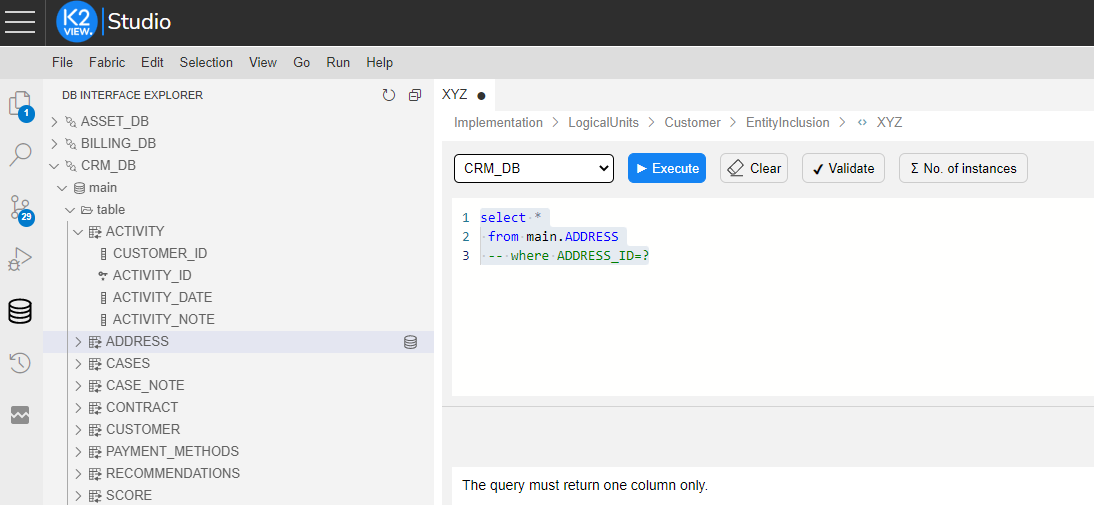 K2 VIEW. Studio
File Fabric Edit Selection View Go Run Help
1
29
DB INTERFACE EXPLORER
ASSET_DB
BILLING_DB
CRM_DB
main
table
ACTIVITY
CUSTOMER_ID
ACTIVITY_ID
ACTIVITY_DATE
ACTIVITY_NOTE
ADDRESS
CASES
CASE_NOTE
CONTRACT
CUSTOMER
PAYMENT_METHODS
RECOMMENDATIONS
SCORE
XYZ ●
Implementation > LogicalUnits > Customer > EntityInclusion > <> XYZ
CRM_DB Execute Clear Validate Σ No. of instances
1 select *
2 from main.ADDRESS
3 -- where ADDRESS_ID=?
The query must return one column only.